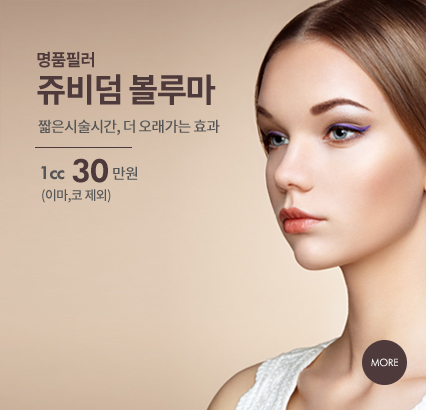 명품필러
쥬비덤 볼루마
짧은시술시간, 더 오래가는 효과
1cc 30 만원
(이마,코 제외)
MORE